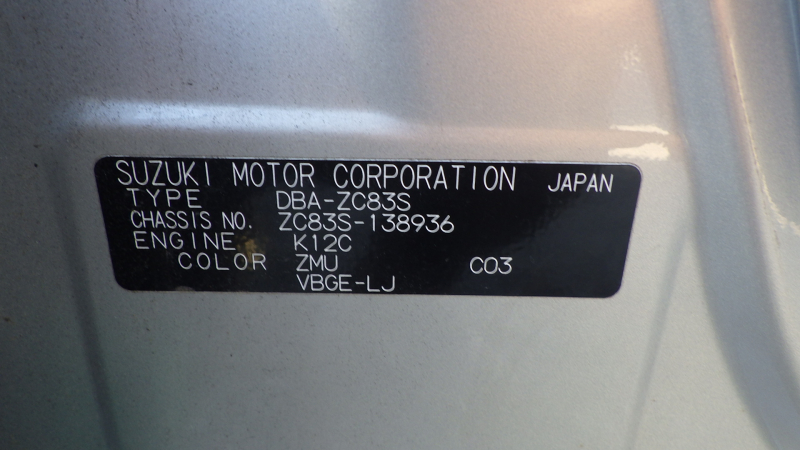 SUZUKI MOTOR CORPORATION JAPAN
TYPE DBA-ZC83S
CHASSIS NO. ZC83S-138936
ENGINE K12C
COLOR ZMU C03
VBGE-LJ